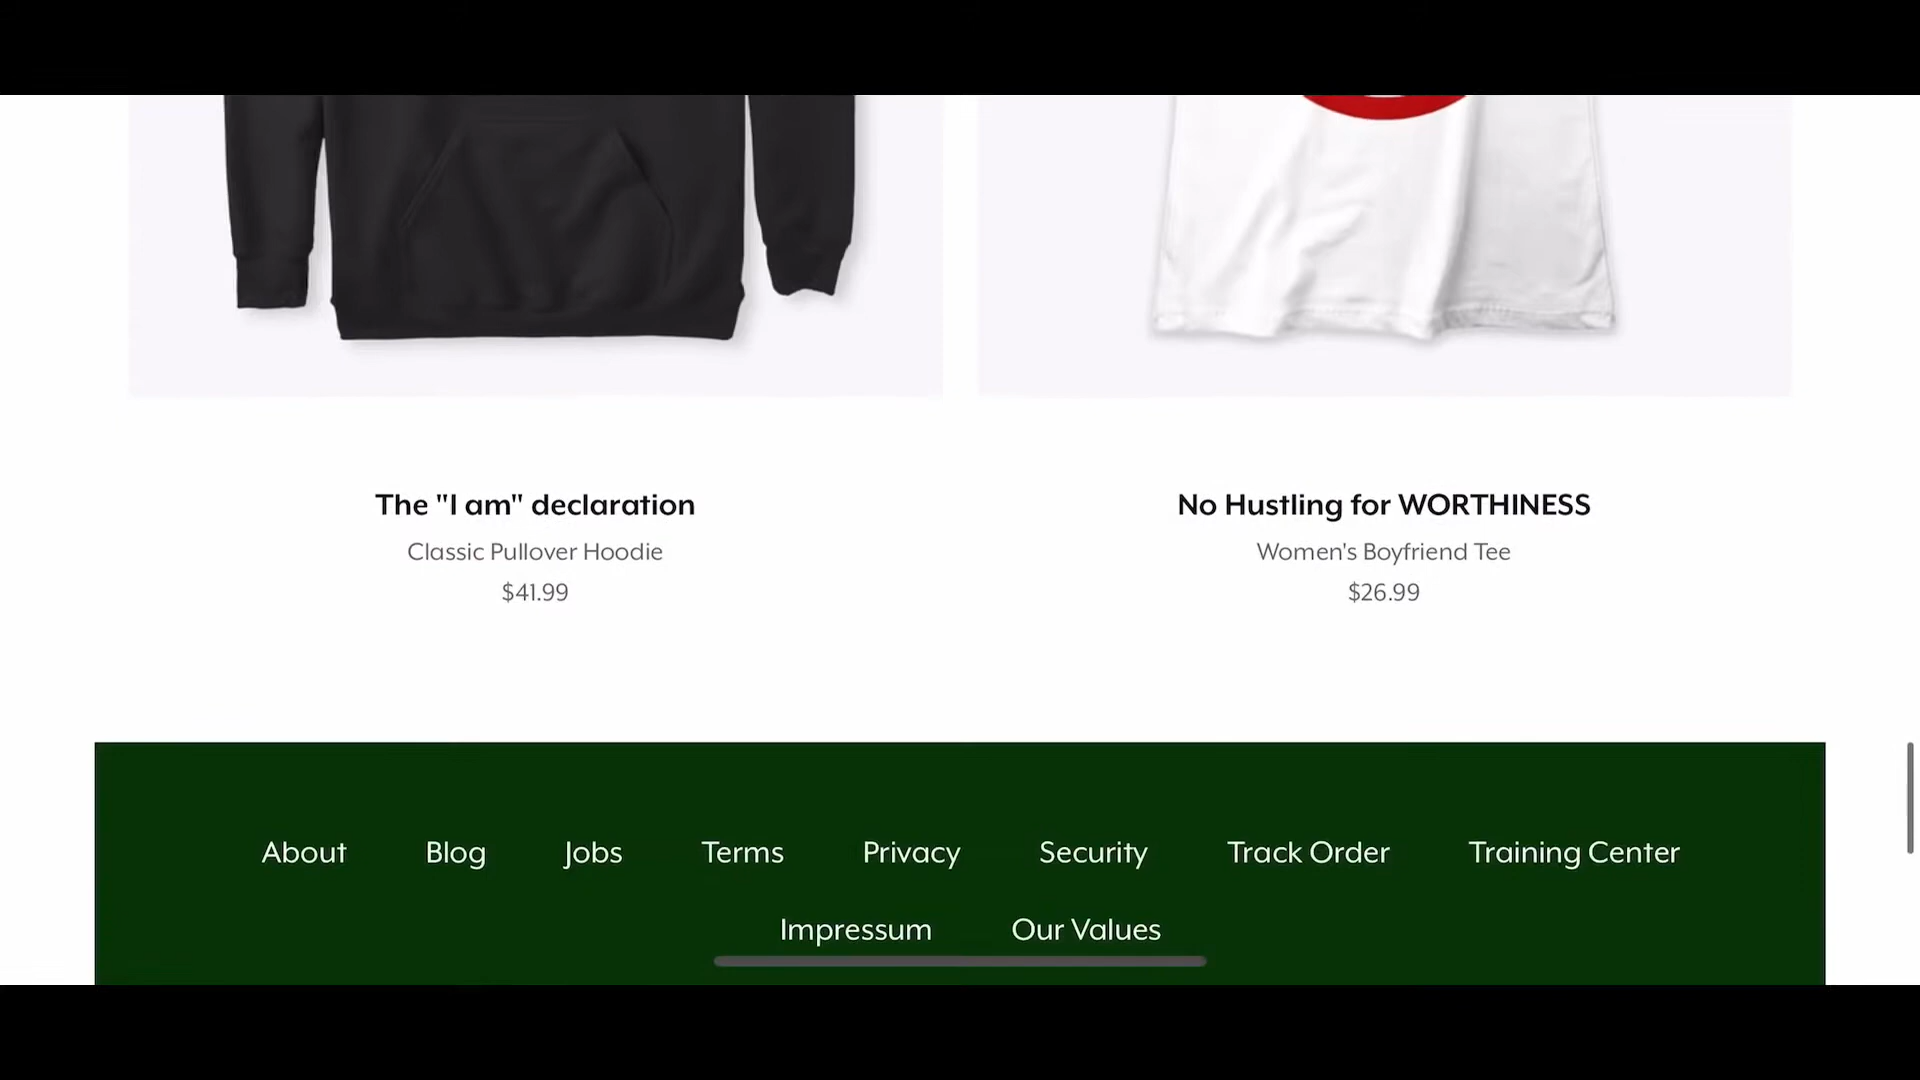 The "I am" declaration
Classic Pullover Hoodie
$41.99
No Hustling for WORTHINESS
Women's Boyfriend Tee
$26.99
About Blog Jobs Terms Privacy Security Track Order Training Center
Impressum Our Values